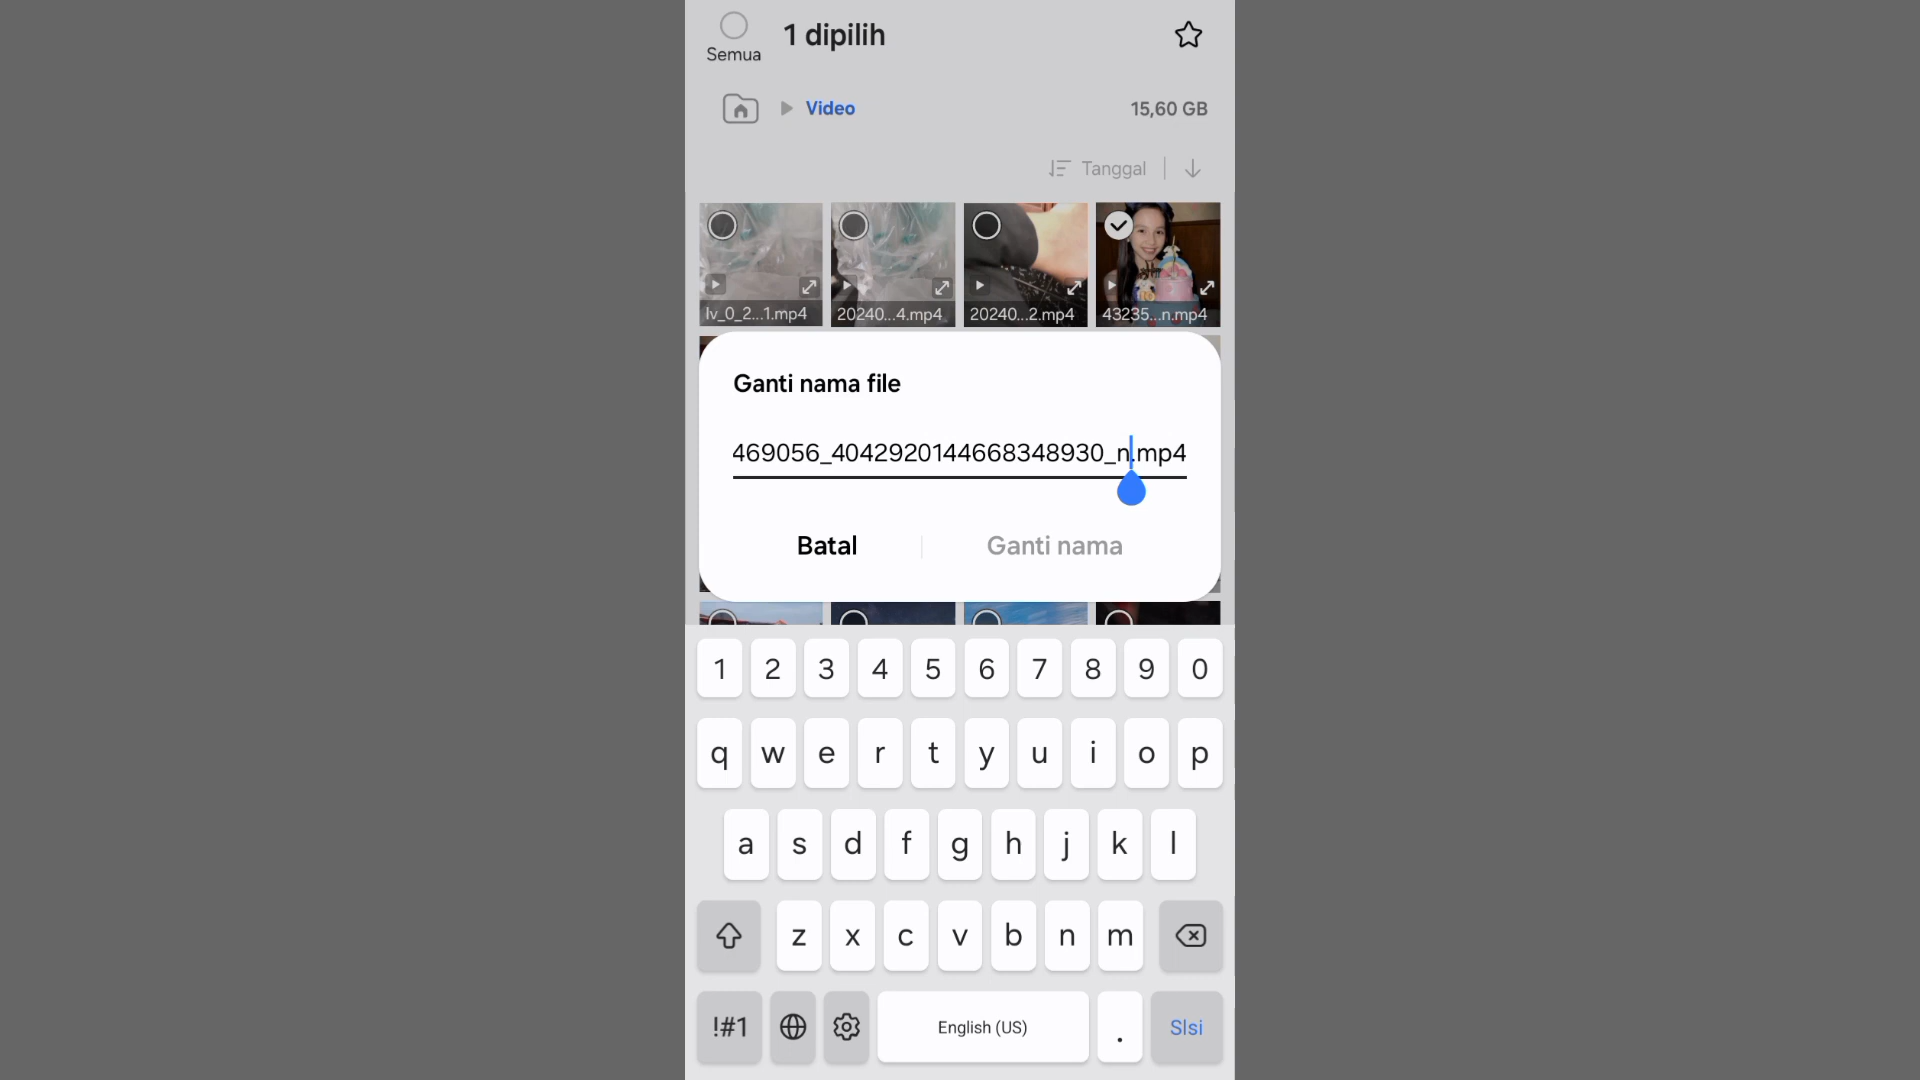 1 dipilih
Semua
Video
15,60 GB
Tanggal
lv_0_2...1.mp4
20240...4.mp4
20240...2.mp4
43235...n.mp4
Ganti nama file
469056_4042920144668348930_n.mp4
Batal
Ganti nama
1 2 3 4 5 6 7 8 9 0
q w e r t y u i o p
a s d f g h j k l
z x c v b n m
!#1
English (US)
.
Slsi